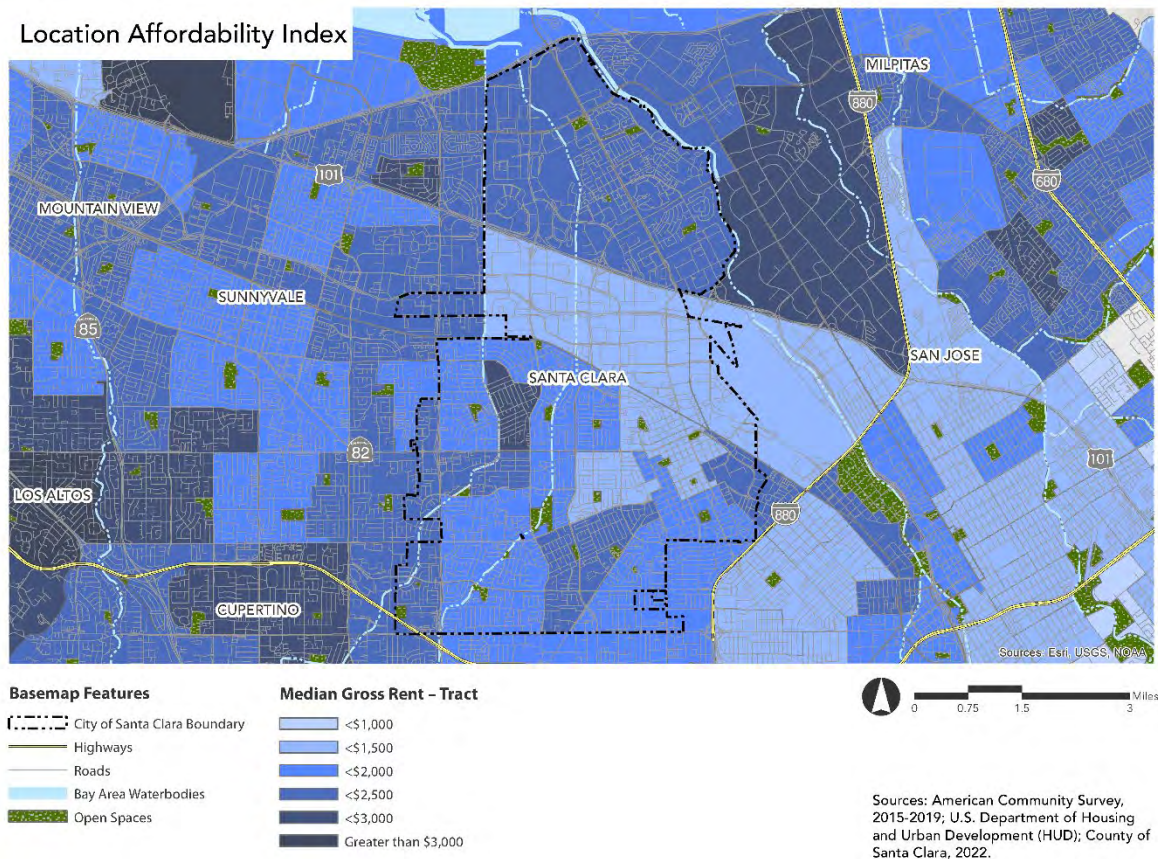 Location Affordability Index
MILPITAS
880
680
101
MOUNTAIN VIEW
SUNNYVALE
85
SAN JOSE
SANTA CLARA
82
101
LOS ALTOS
880
CUPERTINO
Sources: Esri, USGS, NOAA
Basemap Features
City of Santa Clara Boundary
Highways
Roads
Bay Area Waterbodies
Open Spaces
Median Gross Rent – Tract
<$1,000
<$1,500
<$2,000
<$2,500
<$3,000
Greater than $3,000
Miles
0 0.75 1.5 3
Sources: American Community Survey,
2015-2019; U.S. Department of Housing
and Urban Development (HUD); County of
Santa Clara, 2022.